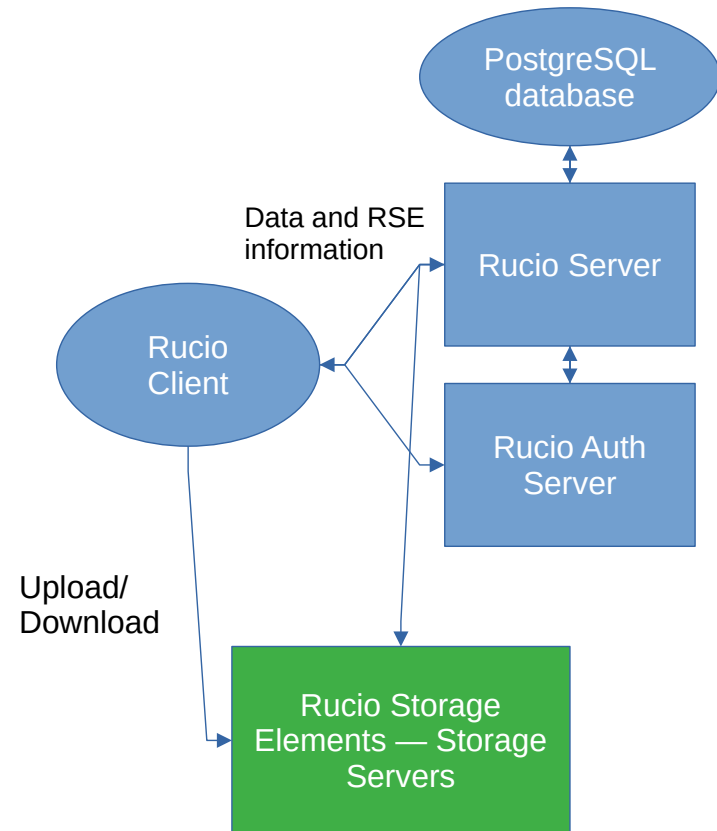 PostgreSQL
database
Data and RSE
information
Rucio Server
Rucio
Client
Rucio Auth
Server
Upload/
Download
Rucio Storage
Elements — Storage
Servers